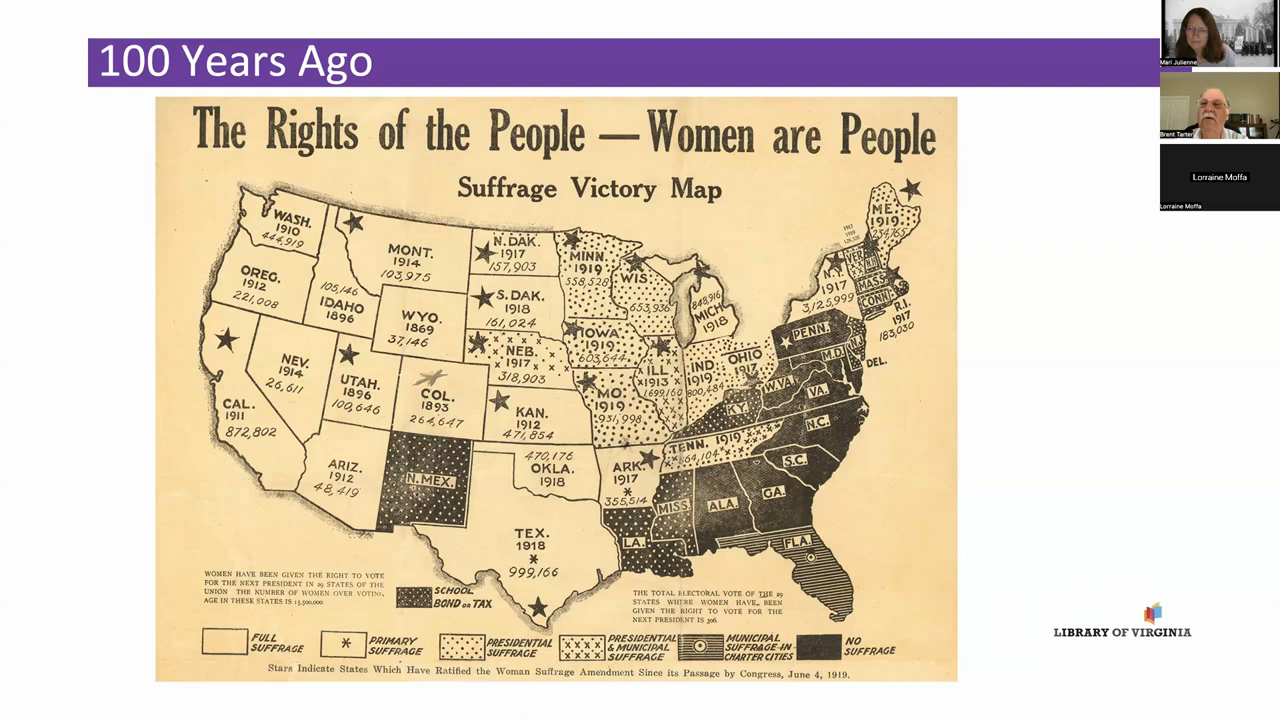 100 Years Ago
Mari Julienne
Brent Tarter
Lorraine Moffa
Lorraine Moffa
The Rights of the People — Women are People
Suffrage Victory Map
WASH.
1910
444,919
OREG.
1912
221,008
105,146
IDAHO
1896
MONT.
1914
103,975
WYO.
1869
37,146
N.DAK.
1917
157,903
S.DAK.
1918
161,024
NEB.
1917
318,903
MINN.
1919
558,528
WIS.
653,936
848,916
MICH
1918
IOWA
1919
603,644
ILL
1913
1699,160
IND.
1919
800,484
OHIO
1917
ME.
1919
254,765
VER
N.Y.
1917
3,125,999
MASS.
CONN.
R.I.
1917
183,030
PENN.
N.J.
M.D.
DEL.
W.VA.
VA.
KY.
NEV.
1914
26,611
UTAH.
1896
100,646
COL.
1893
264,647
KAN.
1912
471,854
MO.
1919
931,998
CAL.
1911
872,802
ARIZ.
1912
48,419
N.MEX.
470,176
OKLA.
1918
ARK.
1917
*
355,514
TENN. 1919
664,104
N.C.
S.C.
MISS.
ALA.
GA.
LA.
FLA.
TEX.
1918
*
999,166
WOMEN HAVE BEEN GIVEN THE RIGHT TO VOTE
FOR THE NEXT PRESIDENT IN 29 STATES OF THE
UNION THE NUMBER OF WOMEN OVER VOTING
AGE IN THESE STATES IS 15,500,000
SCHOOL
BOND OR TAX
THE TOTAL ELECTORAL VOTE OF THE 29
STATES WHERE WOMEN HAVE BEEN
GIVEN THE RIGHT TO VOTE FOR THE
NEXT PRESIDENT IS 306.
FULL
SUFFRAGE
*
PRIMARY
SUFFRAGE
PRESIDENTIAL
SUFFRAGE
PRESIDENTIAL
& MUNICIPAL
SUFFRAGE
MUNICIPAL
SUFFRAGE IN
CHARTER CITIES
NO
SUFFRAGE
Stars Indicate States Which Have Ratified the Woman Suffrage Amendment Since its Passage by Congress, June 4, 1919.
LIBRARY OF VIRGINIA